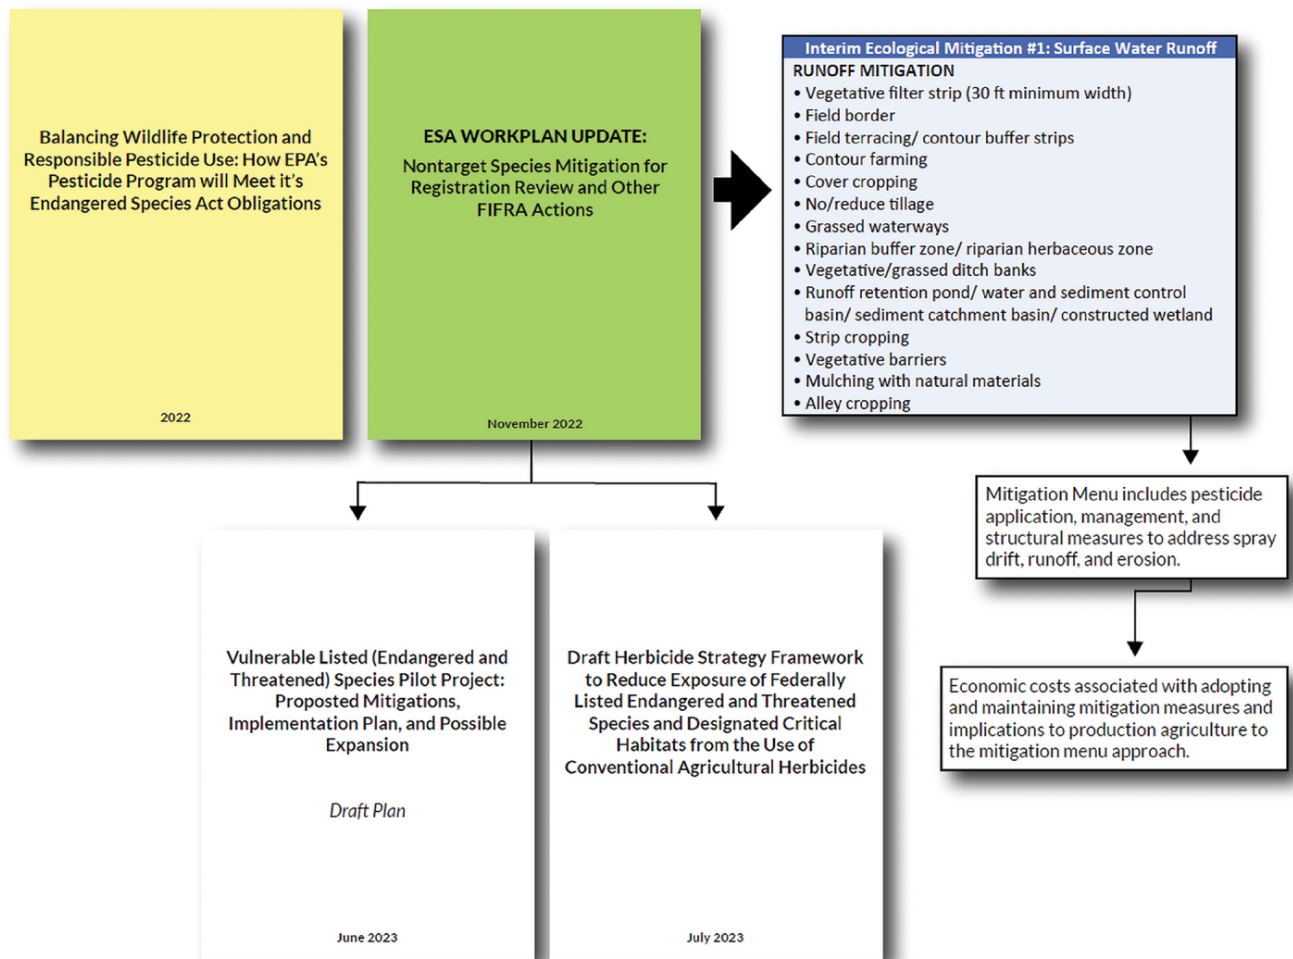 Balancing Wildlife Protection and
Responsible Pesticide Use: How EPA's
Pesticide Program will Meet it's
Endangered Species Act Obligations
2022
ESA WORKPLAN UPDATE:
Nontarget Species Mitigation for
Registration Review and Other
FIFRA Actions
November 2022
Interim Ecological Mitigation #1: Surface Water Runoff
RUNOFF MITIGATION
• Vegetative filter strip (30 ft minimum width)
• Field border
• Field terracing/ contour buffer strips
• Contour farming
• Cover cropping
• No/reduce tillage
• Grassed waterways
• Riparian buffer zone/ riparian herbaceous zone
• Vegetative/grassed ditch banks
• Runoff retention pond/ water and sediment control
basin/ sediment catchment basin/ constructed wetland
• Strip cropping
• Vegetative barriers
• Mulching with natural materials
• Alley cropping
Mitigation Menu includes pesticide
application, management, and
structural measures to address spray
drift, runoff, and erosion.
Economic costs associated with adopting
and maintaining mitigation measures and
implications to production agriculture to
the mitigation menu approach.
Vulnerable Listed (Endangered and
Threatened) Species Pilot Project:
Proposed Mitigations,
Implementation Plan, and Possible
Expansion
Draft Plan
June 2023
Draft Herbicide Strategy Framework
to Reduce Exposure of Federally
Listed Endangered and Threatened
Species and Designated Critical
Habitats from the Use of
Conventional Agricultural Herbicides
July 2023